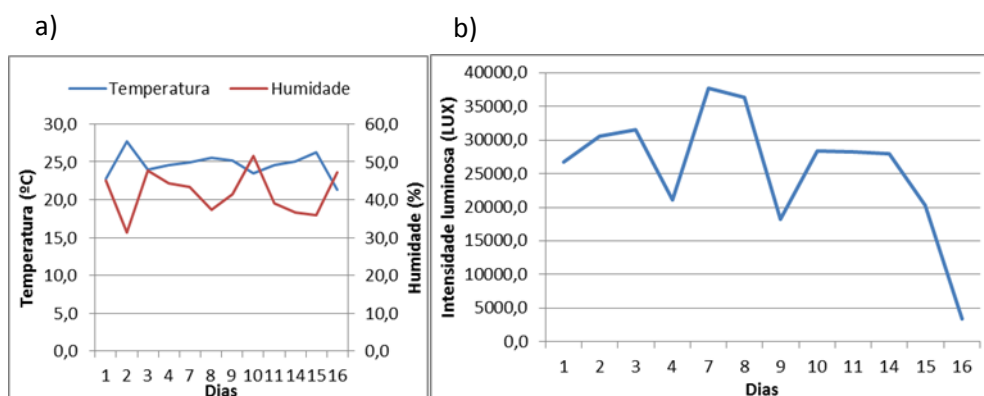 a)
Temperatura Humidade
30,0
25,0
20,0
15,0
10,0
5,0
0,0
Temperatura (ºC)
60,0
50,0
40,0
30,0
20,0
10,0
0,0
Humidade (%)
1 2 3 4 7 8 9 10 11 14 15 16
Dias
b)
40000,0
35000,0
30000,0
25000,0
20000,0
15000,0
10000,0
5000,0
0,0
Intensidade luminosa (LUX)
1 2 3 4 7 8 9 10 11 14 15 16
Dias